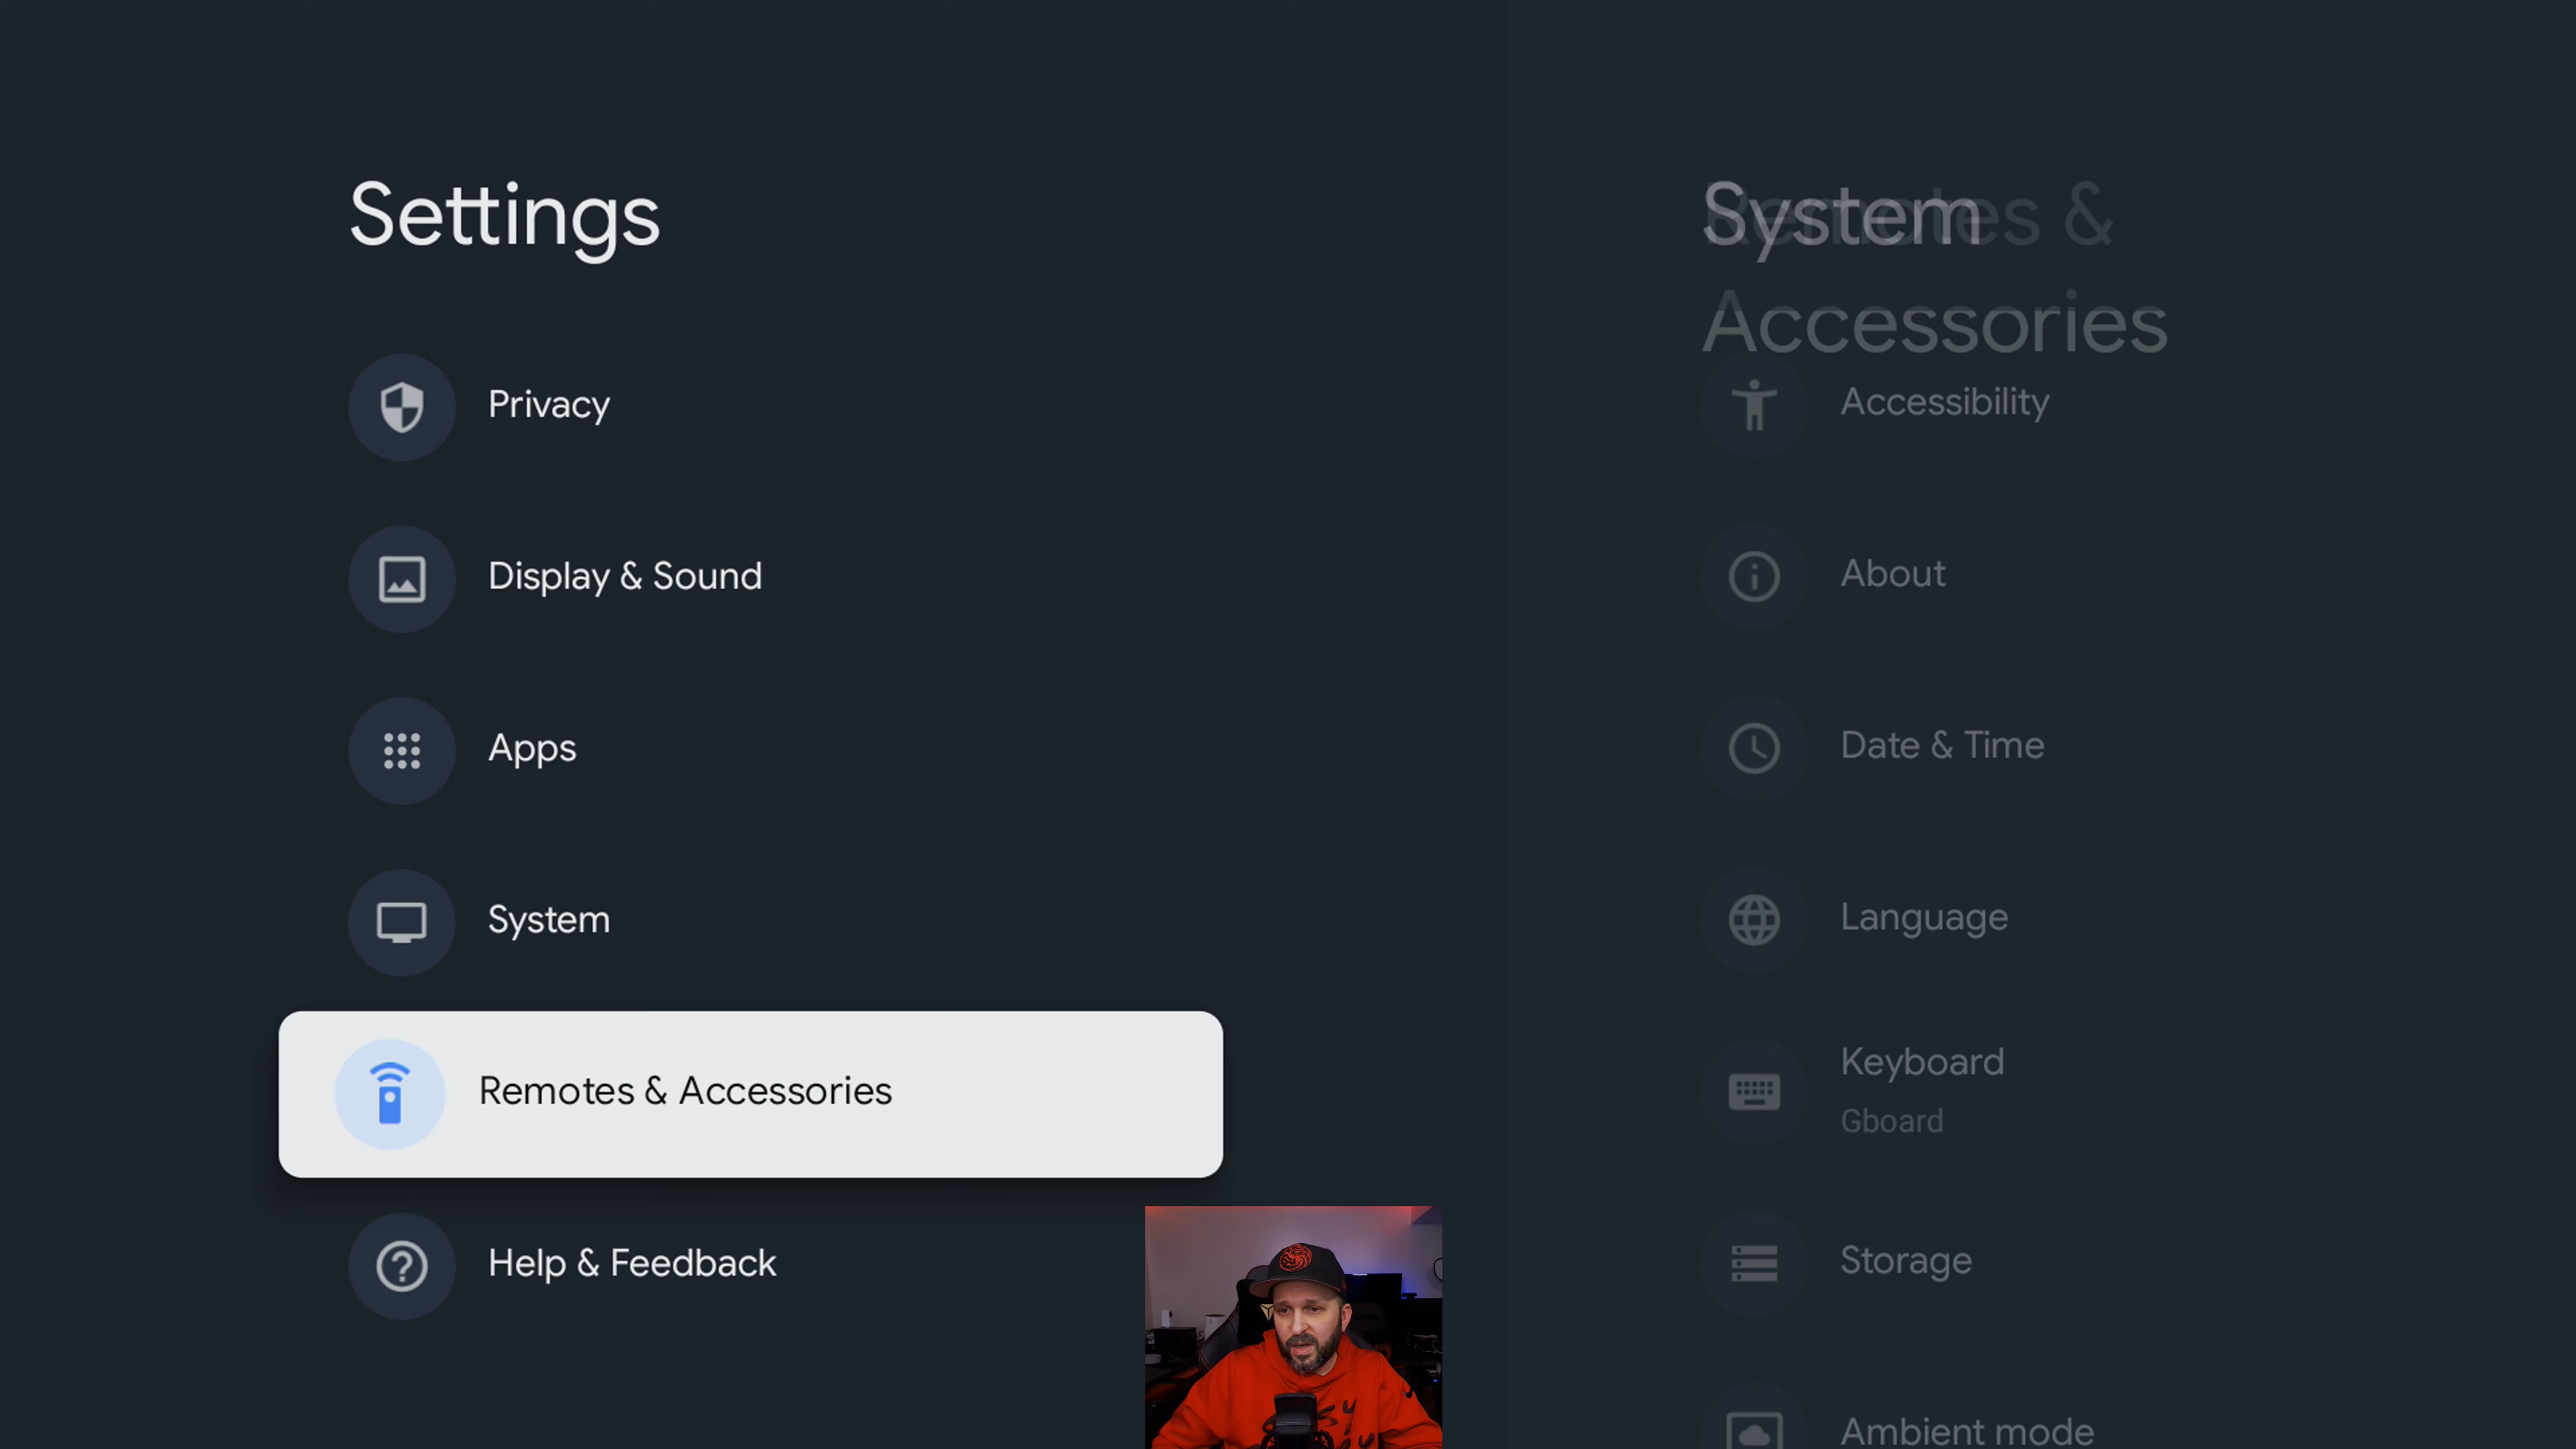 Settings
Privacy
Display & Sound
Apps
System
Remotes & Accessories
Help & Feedback
System
Remotes &
Accessories
Accessibility
About
Date & Time
Language
Keyboard
Gboard
Storage
Ambient mode